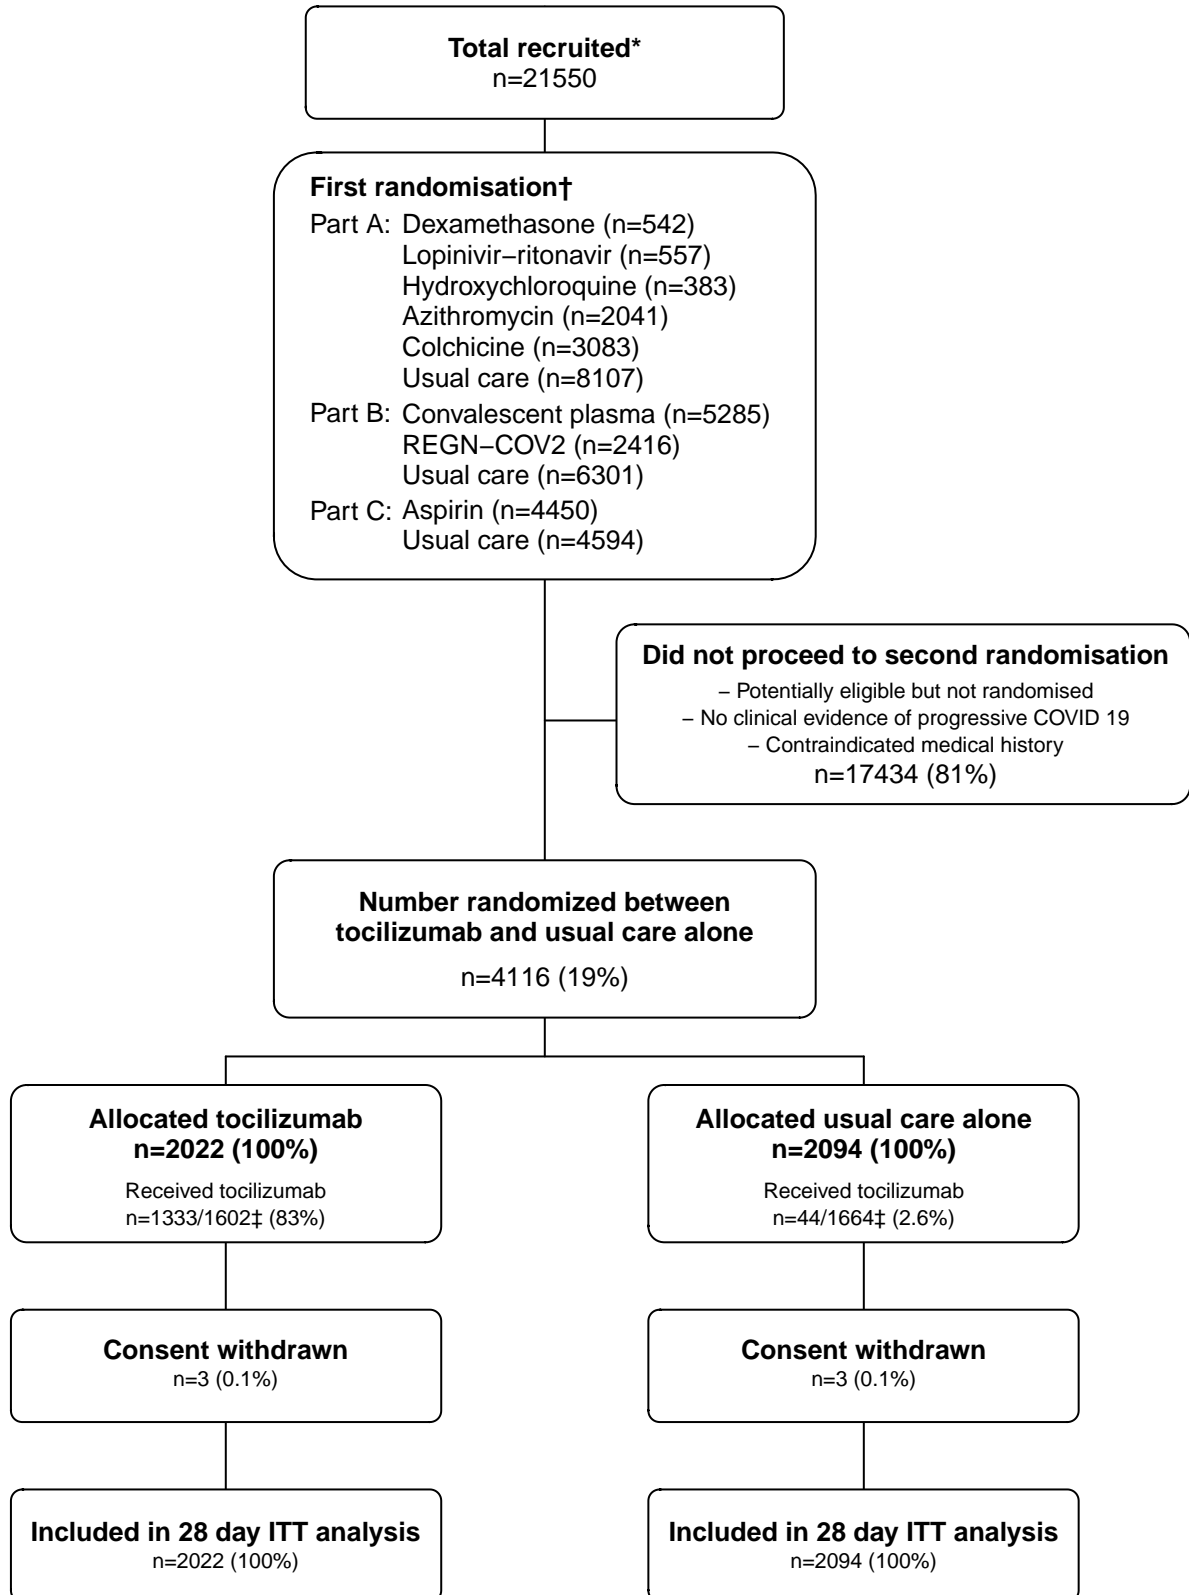 Total recruited*
n=21550
First randomisation†
Part A: Dexamethasone (n=542)
Lopinivir−ritonavir (n=557)
Hydroxychloroquine (n=383)
Azithromycin (n=2041)
Colchicine (n=3083)
Usual care (n=8107)
Part B: Convalescent plasma (n=5285)
REGN−COV2 (n=2416)
Usual care (n=6301)
Part C: Aspirin (n=4450)
Usual care (n=4594)
Did not proceed to second randomisation
− Potentially eligible but not randomised
− No clinical evidence of progressive COVID 19
− Contraindicated medical history
n=17434 (81%)
Number randomized between
tocilizumab and usual care alone
n=4116 (19%)
Allocated tocilizumab
n=2022 (100%)
Received tocilizumab
n=1333/1602‡ (83%)
Allocated usual care alone
n=2094 (100%)
Received tocilizumab
n=44/1664‡ (2.6%)
Consent withdrawn
n=3 (0.1%)
Consent withdrawn
n=3 (0.1%)
Included in 28 day ITT analysis
n=2022 (100%)
Included in 28 day ITT analysis
n=2094 (100%)